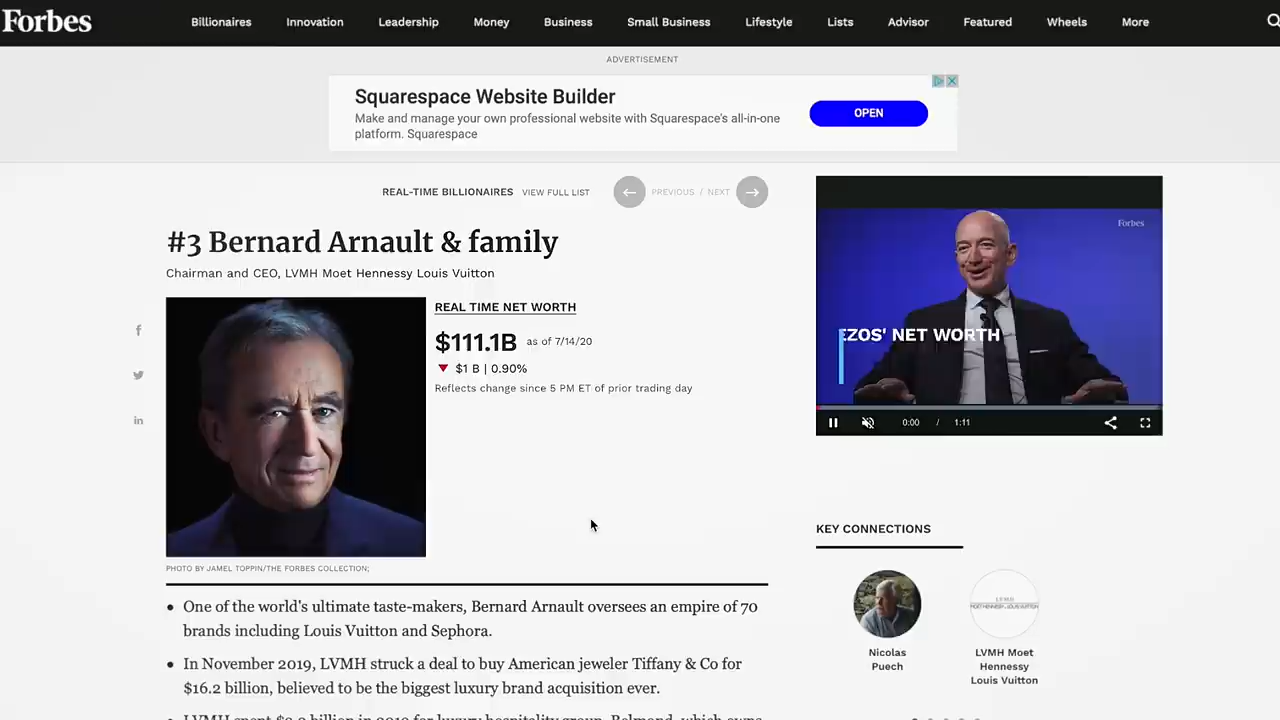 Forbes
Billionaires Innovation Leadership Money Business Small Business Lifestyle Lists Advisor Featured Wheels More
ADVERTISEMENT
Squarespace Website Builder
Make and manage your own professional website with Squarespace's all-in-one
platform. Squarespace
OPEN
REAL-TIME BILLIONAIRES VIEW FULL LIST PREVIOUS / NEXT
#3 Bernard Arnault & family
Chairman and CEO, LVMH Moet Hennessy Louis Vuitton
REAL TIME NET WORTH
$111.1B as of 7/14/20
$1 B | 0.90%
Reflects change since 5 PM ET of prior trading day
PHOTO BY JAMEL TOPPIN/THE FORBES COLLECTION;
One of the world's ultimate taste-makers, Bernard Arnault oversees an empire of 70
brands including Louis Vuitton and Sephora.
In November 2019, LVMH struck a deal to buy American jeweler Tiffany & Co for
$16.2 billion, believed to be the biggest luxury brand acquisition ever.
Forbes
EZOS' NET WORTH
0:00 / 1:11
KEY CONNECTIONS
Nicolas
Puech
LVMH Moet
Hennessy
Louis Vuitton